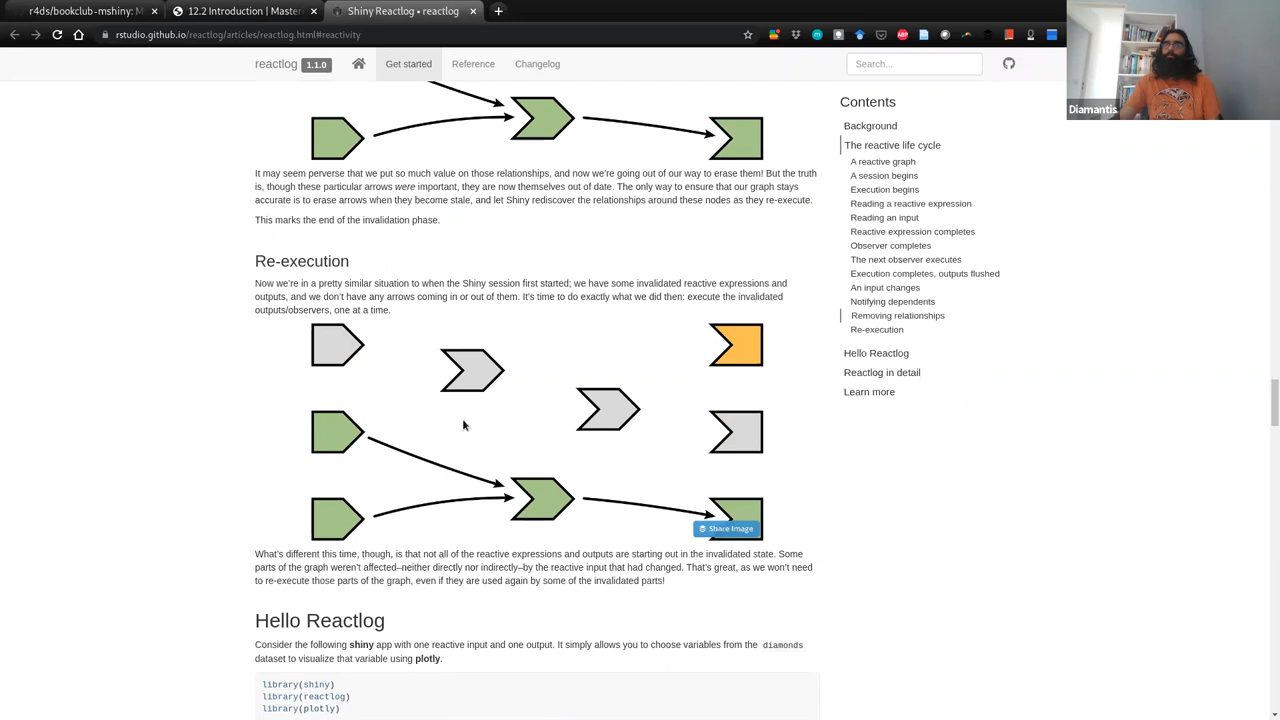 r4ds/bookclub-mshiny: M
12.2 Introduction | Master
Shiny Reactlog • reactlog
rstudio.github.io/reactlog/articles/reactlog.html#reactivity
reactlog 1.1.0
Get started
Reference
Changelog
Search...
Diamantis
It may seem perverse that we put so much value on those relationships, and now we're going out of our way to erase them! But the truth
is, though these particular arrows were important, they are now themselves out of date. The only way to ensure that our graph stays
accurate is to erase arrows when they become stale, and let Shiny rediscover the relationships around these nodes as they re-execute.
This marks the end of the invalidation phase.
Re-execution
Now we're in a pretty similar situation to when the Shiny session first started; we have some invalidated reactive expressions and
outputs, and we don't have any arrows coming in or out of them. It's time to do exactly what we did then: execute the invalidated
outputs/observers, one at a time.
Share Image
What's different this time, though, is that not all of the reactive expressions and outputs are starting out in the invalidated state. Some
parts of the graph weren't affected–neither directly nor indirectly–by the reactive input that had changed. That's great, as we won't need
to re-execute those parts of the graph, even if they are used again by some of the invalidated parts!
Hello Reactlog
Consider the following shiny app with one reactive input and one output. It simply allows you to choose variables from the diamonds
dataset to visualize that variable using plotly.
library(shiny)
library(reactlog)
library(plotly)
Contents
Background
The reactive life cycle
A reactive graph
A session begins
Execution begins
Reading a reactive expression
Reading an input
Reactive expression completes
Observer completes
The next observer executes
Execution completes, outputs flushed
An input changes
Notifying dependents
Removing relationships
Re-execution
Hello Reactlog
Reactlog in detail
Learn more